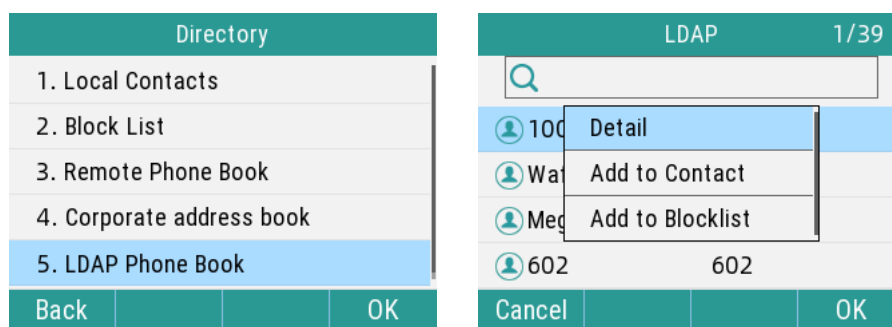 Directory
1. Local Contacts
2. Block List
3. Remote Phone Book
4. Corporate address book
5. LDAP Phone Book
Back OK
LDAP 1/39
100
Detail
Add to Contact
Add to Blocklist
602 602
Cancel OK